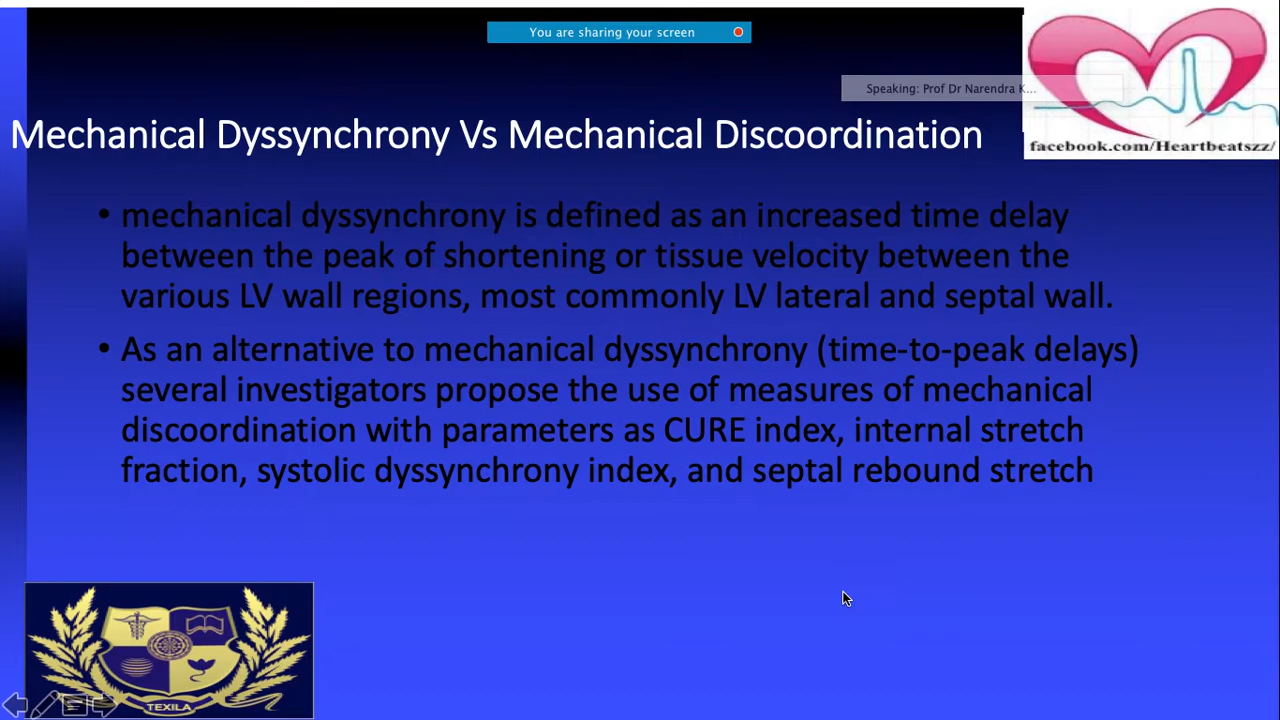 You are sharing your screen
Speaking: Prof Dr Narendra K...
facebook.com/Heartbeatszz/
Mechanical Dyssynchrony Vs Mechanical Discoordination
• mechanical dyssynchrony is defined as an increased time delay
between the peak of shortening or tissue velocity between the
various LV wall regions, most commonly LV lateral and septal wall.
• As an alternative to mechanical dyssynchrony (time-to-peak delays)
several investigators propose the use of measures of mechanical
discoordination with parameters as CURE index, internal stretch
fraction, systolic dyssynchrony index, and septal rebound stretch
TEXILA